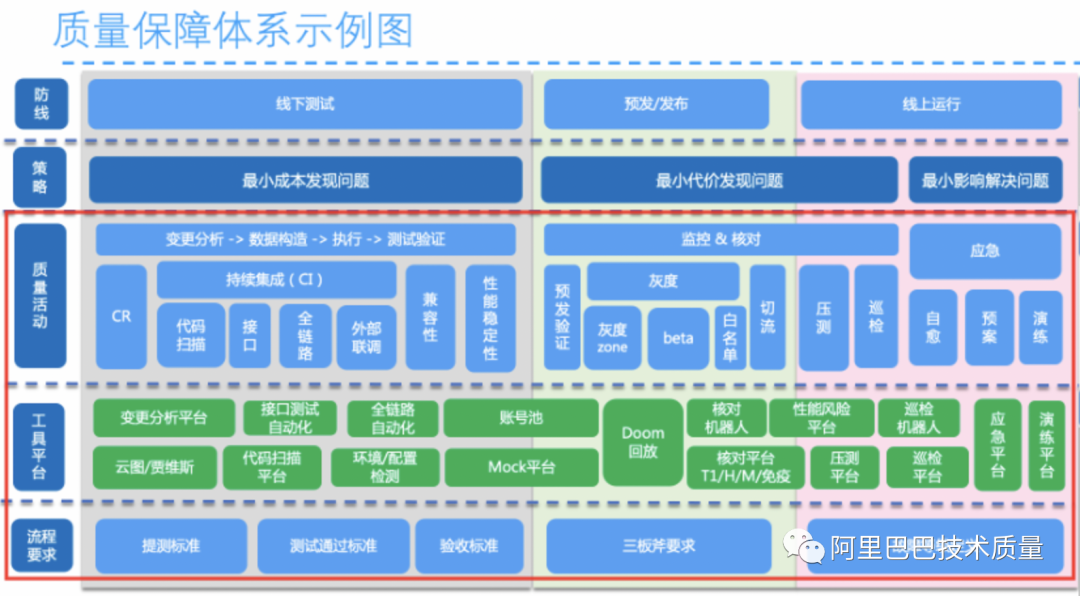 质量保障体系示例图
防线
线下测试
预发/发布
线上运行
策略
最小成本发现问题
最小代价发现问题
最小影响解决问题
质量活动
变更分析 -> 数据构造 -> 执行 -> 测试验证
监控 & 核对
应急
CR
持续集成（CI）
代码
扫描
接口
全链路
外部
联调
兼容性
性能稳定性
预发验证
灰度
灰度
zone
beta
白名单
切流
压测
巡检
自愈
预案
演练
工具平台
变更分析平台
接口测试
自动化
全链路
自动化
账号池
Doom
回放
核对
机器人
性能风险
平台
巡检
机器人
应急平台
演练平台
云图/贾维斯
代码扫描
平台
环境/配置
检测
Mock平台
核对平台
T1/H/M/免疫
压测
平台
巡检
平台
流程
要求
提测标准
测试通过标准
验收标准
三板斧要求
阿里巴巴技术质量